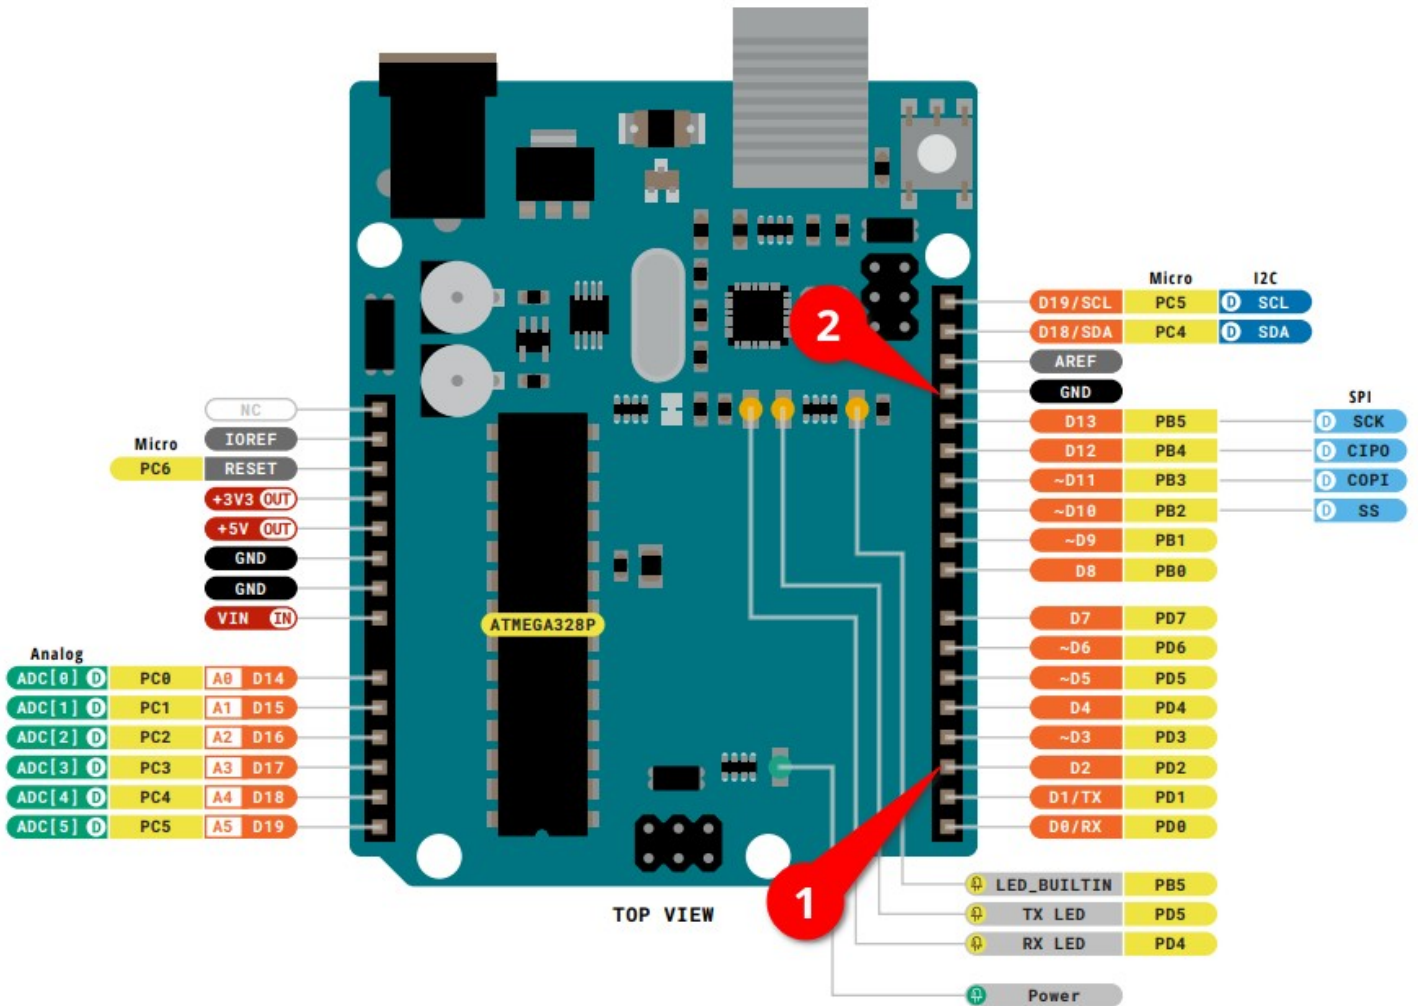 Micro I2C
D19/SCL PC5 D SCL
D18/SDA PC4 D SDA
AREF
GND
SPI
D13 PB5 D SCK
D12 PB4 D CIPO
~D11 PB3 D COPI
~D10 PB2 D SS
~D9 PB1
D8 PB0
D7 PD7
~D6 PD6
~D5 PD5
D4 PD4
~D3 PD3
D2 PD2
D1/TX PD1
D0/RX PD0
LED_BUILTIN PB5
TX LED PD5
RX LED PD4
Power
2
1
NC
IOREF
Micro
PC6 RESET
+3V3 OUT
+5V OUT
GND
GND
VIN IN
Analog
ADC[0] D PC0 A0 D14
ADC[1] D PC1 A1 D15
ADC[2] D PC2 A2 D16
ADC[3] D PC3 A3 D17
ADC[4] D PC4 A4 D18
ADC[5] D PC5 A5 D19
ATMEGA328P
TOP VIEW